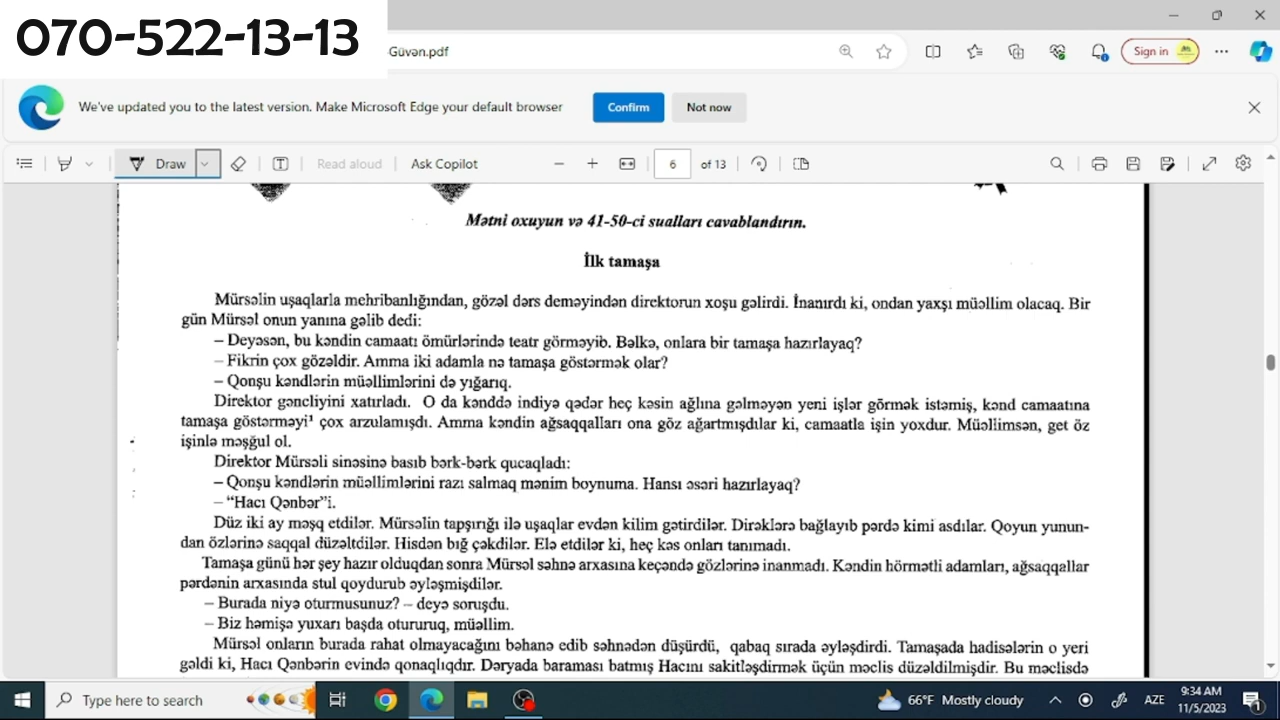 070-522-13-13
-Güvən.pdf
Sign in
We've updated you to the latest version. Make Microsoft Edge your default browser
Confirm
Not now
Draw
Read aloud
Ask Copilot
6
of 13
Mətni oxuyun və 41-50-ci sualları cavablandırın.
İlk tamaşa
Mürsəlin uşaqlarla mehribanlığından, gözəl dərs deməyindən direktorun xoşu gəlirdi. İnanırdı ki, ondan yaxşı müəllim olacaq. Bir
gün Mürsəl onun yanına gəlib dedi:
– Deyəsən, bu kəndin camaatı ömürlərində teatr görməyib. Bəlkə, onlara bir tamaşa hazırlayaq?
– Fikrin çox gözəldir. Amma iki adamla nə tamaşa göstərmək olar?
– Qonşu kəndlərin müəllimlərini də yığarıq.
Direktor gəncliyini xatırladı. O da kənddə indiyə qədər heç kəsin ağlına gəlməyən yeni işlər görmək istəmiş, kənd camaatına
tamaşa göstərməyi¹ çox arzulamışdı. Amma kəndin ağsaqqalları ona göz ağartmışdılar ki, camaatla işin yoxdur. Müəllimsən, get öz
işinlə məşğul ol.
Direktor Mürsəli sinəsinə basıb bərk-bərk qucaqladı:
– Qonşu kəndlərin müəllimlərini razı salmaq mənim boynuma. Hansı əsəri hazırlayaq?
– “Hacı Qənbər”i.
Düz iki ay məşq etdilər. Mürsəlin tapşırığı ilə uşaqlar evdən kilim gətirdilər. Dirəklərə bağlayıb pərdə kimi asdılar. Qoyun yunun-
dan özlərinə saqqal düzəltdilər. Hisdən bığ çəkdilər. Elə etdilər ki, heç kəs onları tanımadı.
Tamaşa günü hər şey hazır olduqdan sonra Mürsəl səhnə arxasına keçəndə gözlərinə inanmadı. Kəndin hörmətli adamları, ağsaqqallar
pərdənin arxasında stul qoydurub əyləşmişdilər.
– Burada niyə oturmusunuz? – deyə soruşdu.
– Biz həmişə yuxarı başda otururuq, müəllim.
Mürsəl onların burada rahat olmayacağını bəhanə edib səhnədən düşürdü, qabaq sırada əyləşdirdi. Tamaşada hadisələrin o yeri
gəldi ki, Hacı Qənbərin evində qonaqlıqdır. Dəryada baraması batmış Hacını sakitləşdirmək üçün məclis düzəldilmişdir. Bu məclisdə
Type here to search
66°F Mostly cloudy
AZE
9:34 AM
11/5/2023
1